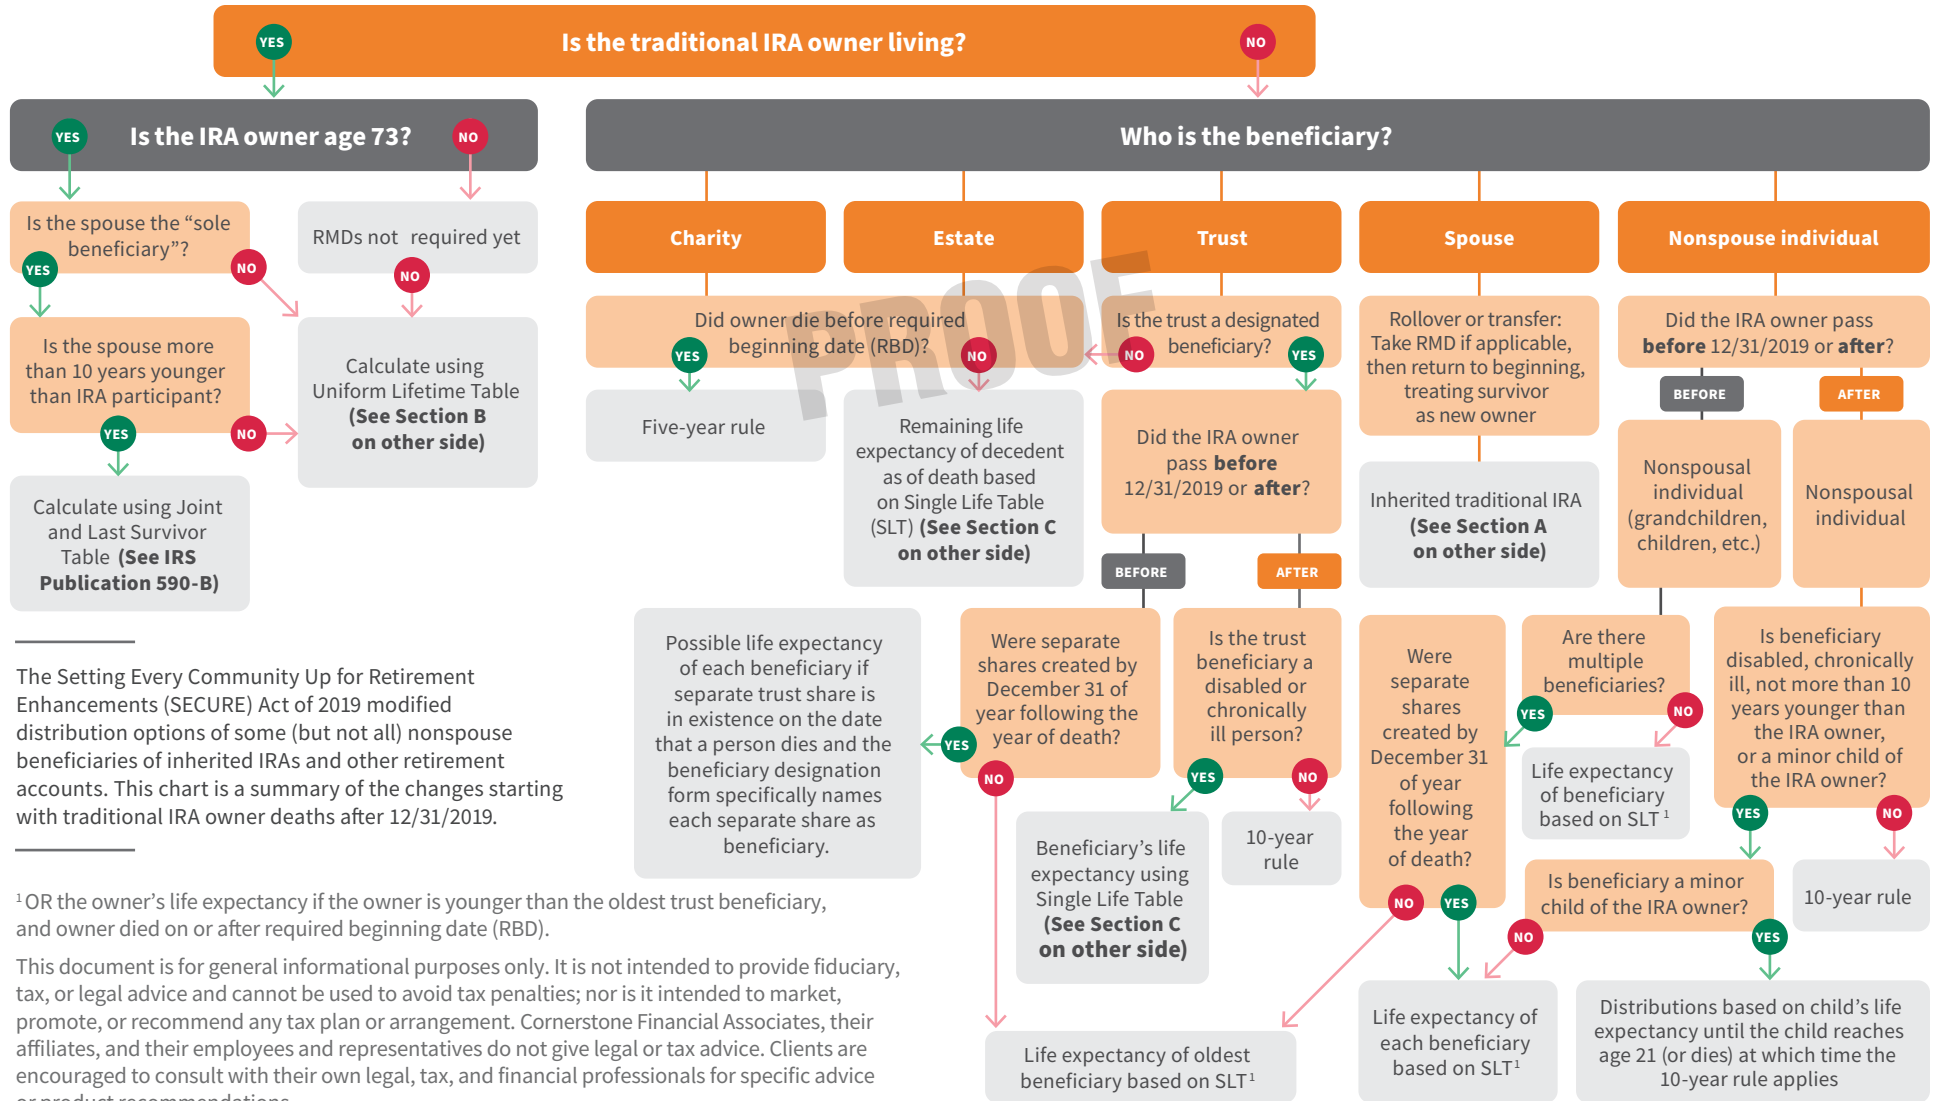 Is the traditional IRA owner living?
YES
NO
YES
Is the IRA owner age 73?
NO
Who is the beneficiary?
Is the spouse the “sole
beneficiary”?
YES
NO
RMDs not required yet
NO
Is the spouse more
than 10 years younger
than IRA participant?
YES
NO
Calculate using
Uniform Lifetime Table
(See Section B
on other side)
Calculate using Joint
and Last Survivor
Table (See IRS
Publication 590-B)
Charity
Estate
Trust
Spouse
Nonspouse individual
Did owner die before required
beginning date (RBD)?
YES
NO
Five-year rule
Remaining life
expectancy of decedent
as of death based
on Single Life Table
(SLT) (See Section C
on other side)
Is the trust a designated
beneficiary?
NO
YES
Did the IRA owner
pass before
12/31/2019 or after?
BEFORE
AFTER
PROOF
Rollover or transfer:
Take RMD if applicable,
then return to beginning,
treating survivor
as new owner
Inherited traditional IRA
(See Section A
on other side)
Did the IRA owner pass
before 12/31/2019 or after?
BEFORE
AFTER
Nonspousal
individual
(grandchildren,
children, etc.)
Nonspousal
individual
Possible life expectancy
of each beneficiary if
separate trust share is
in existence on the date
that a person dies and the
beneficiary designation
form specifically names
each separate share as
beneficiary.
Were separate
shares created by
December 31 of
year following the
year of death?
YES
NO
Is the trust
beneficiary a
disabled or
chronically
ill person?
YES
NO
Beneficiary’s life
expectancy using
Single Life Table
(See Section C
on other side)
10-year
rule
Were
separate
shares
created by
December 31
of year
following
the year
of death?
NO
YES
Are there
multiple
beneficiaries?
YES
NO
Life expectancy
of beneficiary
based on SLT 1
Is beneficiary
disabled, chronically
ill, not more than 10
years younger than
the IRA owner,
or a minor child of
the IRA owner?
YES
NO
Is beneficiary a minor
child of the IRA owner?
NO
YES
10-year rule
Life expectancy of oldest
beneficiary based on SLT1
Life expectancy of
each beneficiary
based on SLT1
Distributions based on child’s life
expectancy until the child reaches
age 21 (or dies) at which time the
10-year rule applies
The Setting Every Community Up for Retirement
Enhancements (SECURE) Act of 2019 modified
distribution options of some (but not all) nonspouse
beneficiaries of inherited IRAs and other retirement
accounts. This chart is a summary of the changes starting
with traditional IRA owner deaths after 12/31/2019.
1 OR the owner’s life expectancy if the owner is younger than the oldest trust beneficiary,
and owner died on or after required beginning date (RBD).
This document is for general informational purposes only. It is not intended to provide fiduciary,
tax, or legal advice and cannot be used to avoid tax penalties; nor is it intended to market,
promote, or recommend any tax plan or arrangement. Cornerstone Financial Associates, their
affiliates, and their employees and representatives do not give legal or tax advice. Clients are
encouraged to consult with their own legal, tax, and financial professionals for specific advice
or product recommendations.